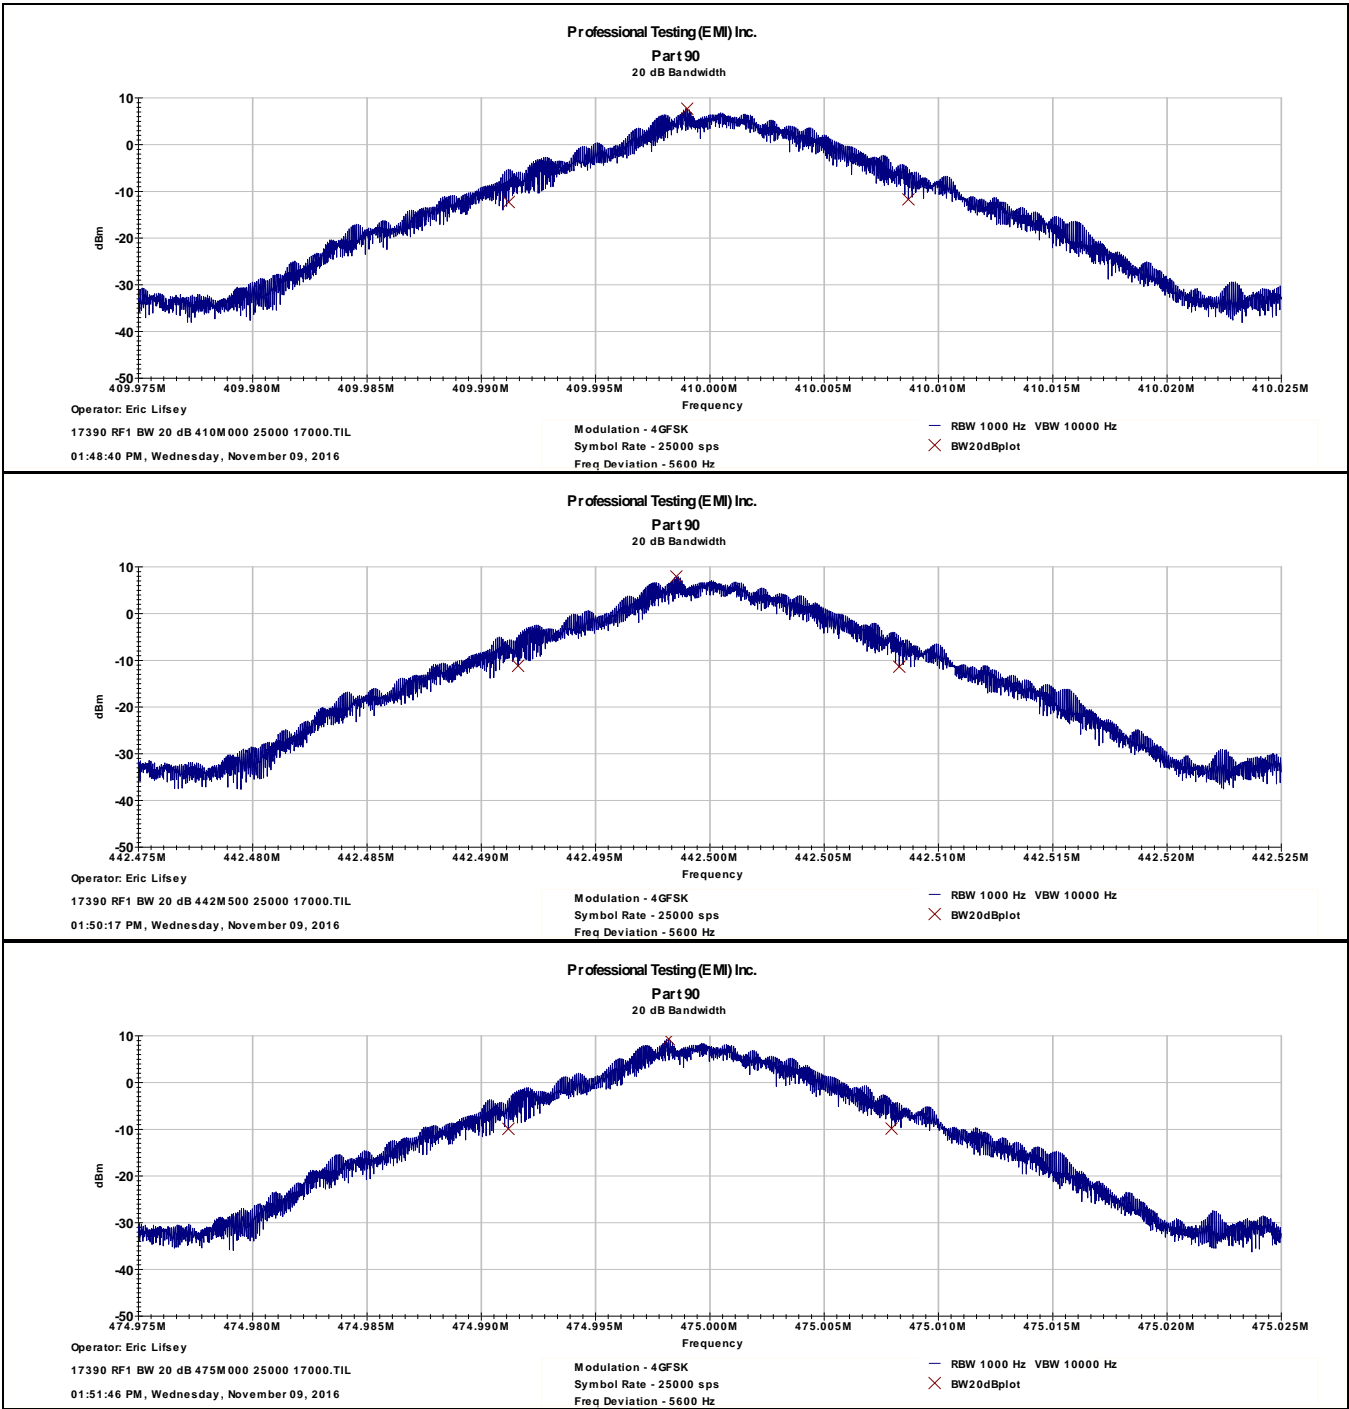 Professional Testing (EMI) Inc.
Part 90
20 dB Bandwidth
10
0
-10
-20
-30
-40
-50
dBm
409.975M 409.980M 409.985M 409.990M 409.995M 410.000M 410.005M 410.010M 410.015M 410.020M 410.025M
Frequency
Operator: Eric Lifsey
17390 RF1 BW 20 dB 410M000 25000 17000.TIL
01:48:40 PM, Wednesday, November 09, 2016
Modulation - 4GFSK
Symbol Rate - 25000 sps
Freq Deviation - 5600 Hz
RBW 1000 Hz VBW 10000 Hz
BW20dBplot
Professional Testing (EMI) Inc.
Part 90
20 dB Bandwidth
10
0
-10
-20
-30
-40
-50
dBm
442.475M 442.480M 442.485M 442.490M 442.495M 442.500M 442.505M 442.510M 442.515M 442.520M 442.525M
Frequency
Operator: Eric Lifsey
17390 RF1 BW 20 dB 442M500 25000 17000.TIL
01:50:17 PM, Wednesday, November 09, 2016
Modulation - 4GFSK
Symbol Rate - 25000 sps
Freq Deviation - 5600 Hz
RBW 1000 Hz VBW 10000 Hz
BW20dBplot
Professional Testing (EMI) Inc.
Part 90
20 dB Bandwidth
10
0
-10
-20
-30
-40
-50
dBm
474.975M 474.980M 474.985M 474.990M 474.995M 475.000M 475.005M 475.010M 475.015M 475.020M 475.025M
Frequency
Operator: Eric Lifsey
17390 RF1 BW 20 dB 475M000 25000 17000.TIL
01:51:46 PM, Wednesday, November 09, 2016
Modulation - 4GFSK
Symbol Rate - 25000 sps
Freq Deviation - 5600 Hz
RBW 1000 Hz VBW 10000 Hz
BW20dBplot